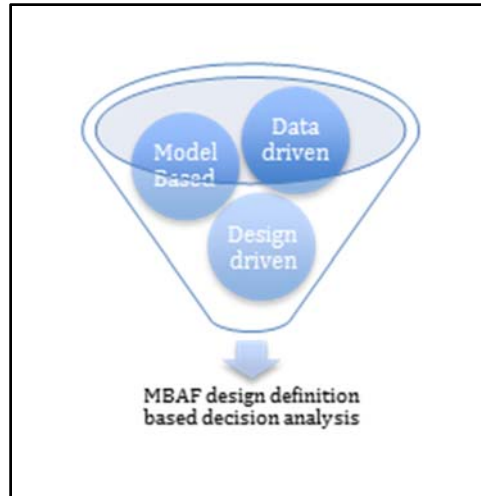 Data
driven
Model
Based
Design
driven
MBAF design definition
based decision analysis